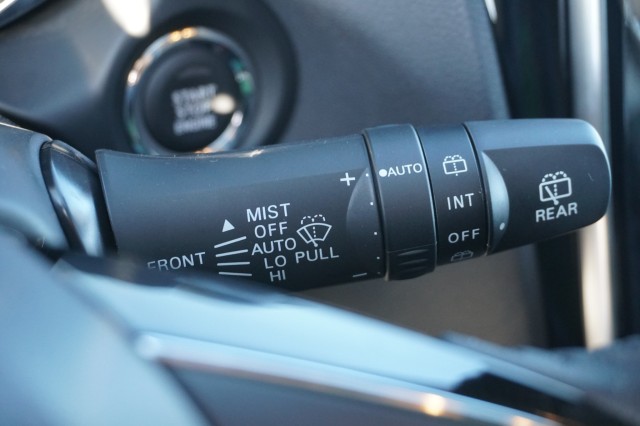 START
STOP
ENGINE
MIST
OFF
AUTO
LO PULL
HI
FRONT
+
−
●AUTO
INT
OFF
REAR